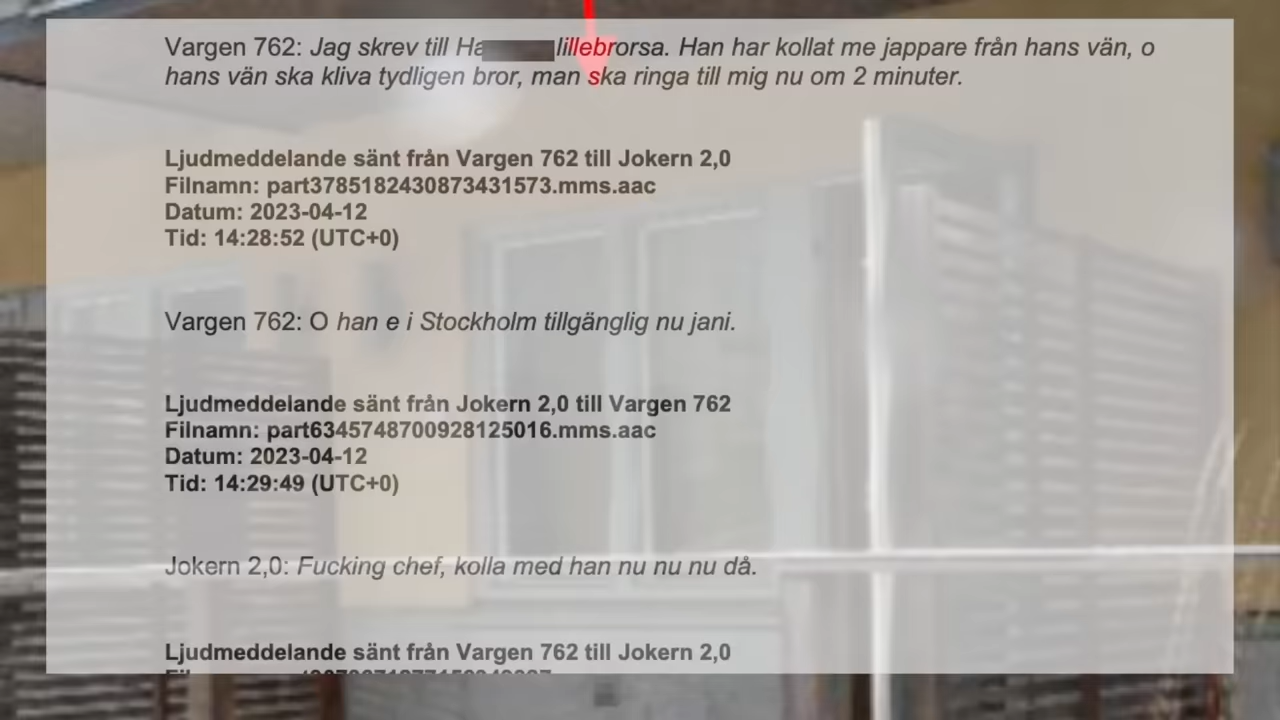 Vargen 762: Jag skrev till Ha lillebrorsa. Han har kollat me jappare från hans vän, o
hans vän ska kliva tydligen bror, man ska ringa till mig nu om 2 minuter.
Ljudmeddelande sänt från Vargen 762 till Jokern 2,0
Filnamn: part3785182430873431573.mms.aac
Datum: 2023-04-12
Tid: 14:28:52 (UTC+0)
Vargen 762: O han e i Stockholm tillgänglig nu jani.
Ljudmeddelande sänt från Jokern 2,0 till Vargen 762
Filnamn: part6345748700928125016.mms.aac
Datum: 2023-04-12
Tid: 14:29:49 (UTC+0)
Jokern 2,0: Fucking chef, kolla med han nu nu nu då.
Ljudmeddelande sänt från Vargen 762 till Jokern 2,0